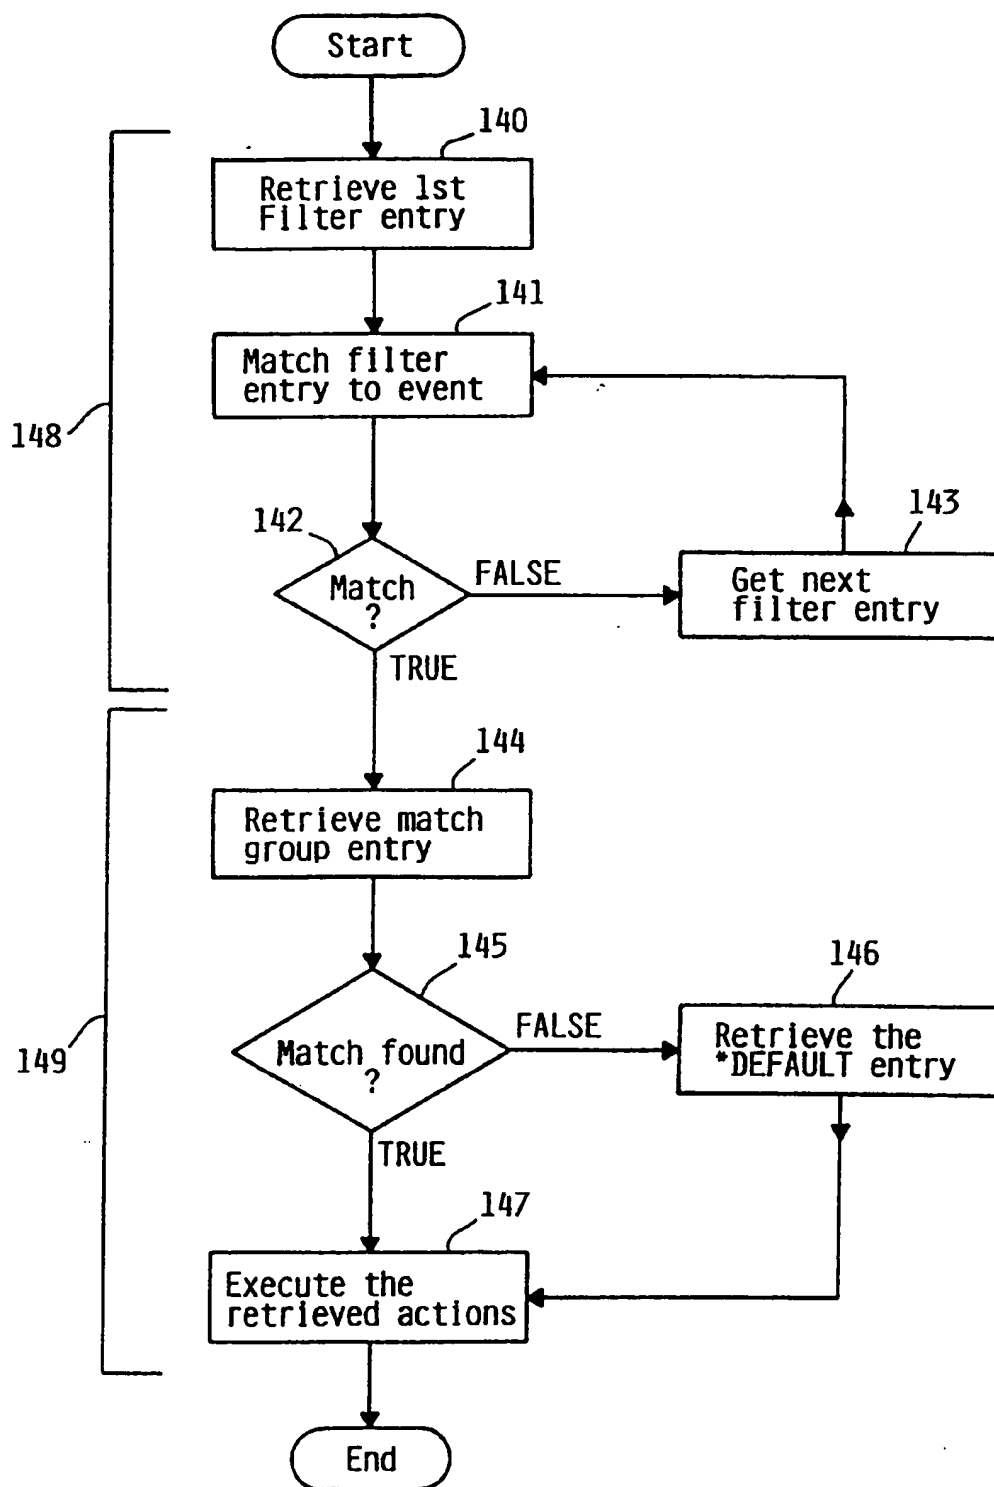 Start
140
Retrieve 1st
Filter entry
141
Match filter
entry to event
148
142
Match
?
FALSE
143
Get next
filter entry
TRUE
144
Retrieve match
group entry
145
Match found
?
FALSE
146
Retrieve the
*DEFAULT entry
149
TRUE
147
Execute the
retrieved actions
End